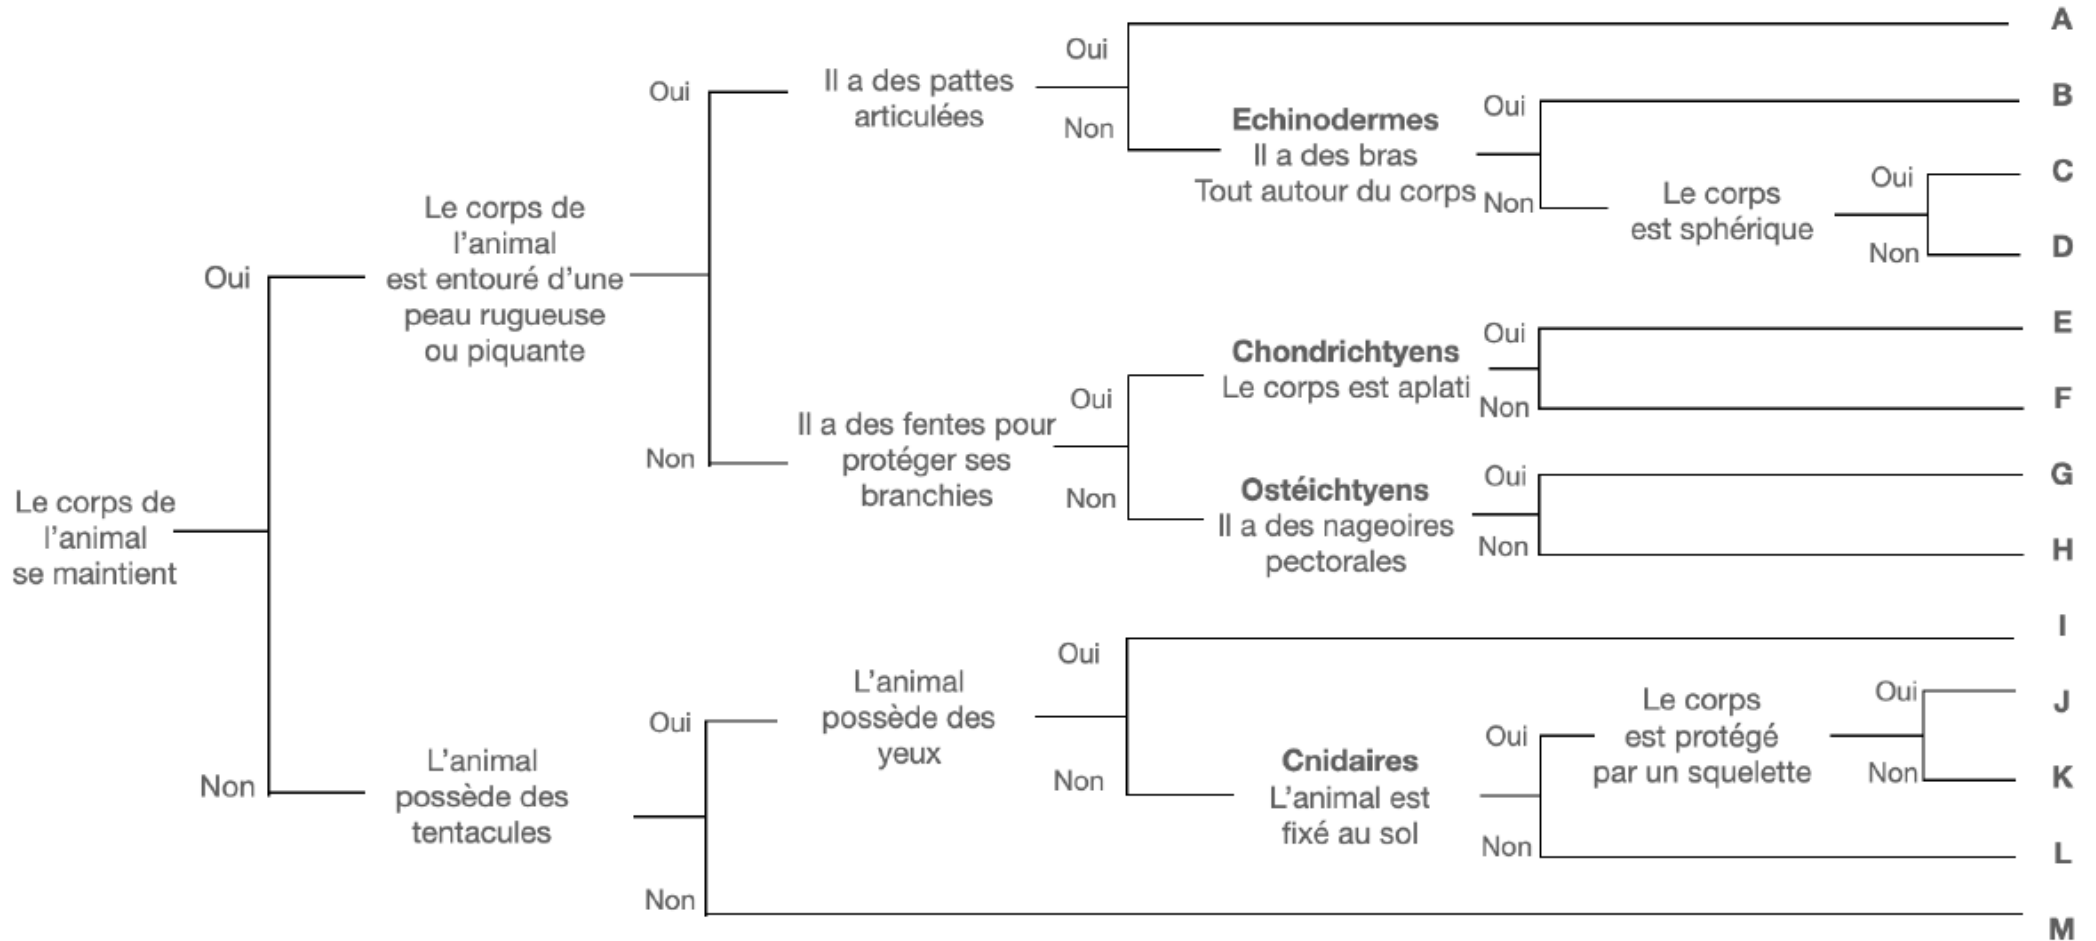 Le corps de
l'animal
se maintient
Oui
Non
Le corps de
l'animal
est entouré d'une
peau rugueuse
ou piquante
Oui
Non
Il a des pattes
articulées
Oui
Non
A
Echinodermes
Il a des bras
Tout autour du corps
Oui
Non
B
Le corps
est sphérique
Oui
Non
C
D
Il a des fentes pour
protéger ses
branchies
Oui
Non
Chondrichtyens
Le corps est aplati
Oui
Non
E
F
Ostéichtyens
Il a des nageoires
pectorales
Oui
Non
G
H
L'animal
possède des
tentacules
Oui
Non
L'animal
possède des
yeux
Oui
Non
I
Cnidaires
L'animal est
fixé au sol
Oui
Non
Le corps
est protégé
par un squelette
Oui
Non
J
K
L
M